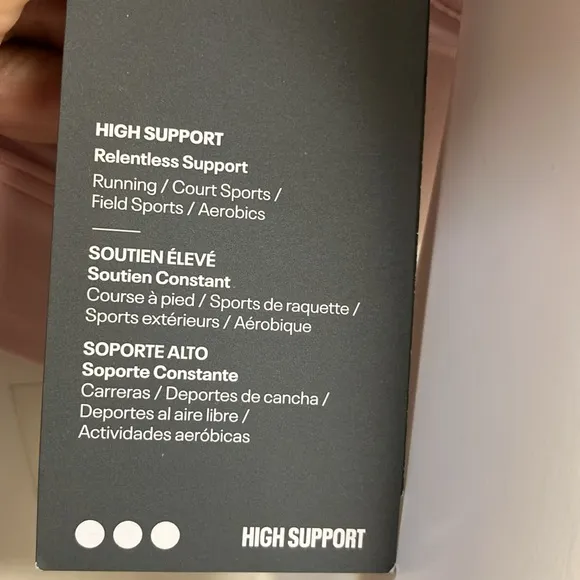 HIGH SUPPORT
Relentless Support
Running / Court Sports /
Field Sports / Aerobics
SOUTIEN ÉLEVÉ
Soutien Constant
Course à pied / Sports de raquette /
Sports extérieurs / Aérobique
SOPORTE ALTO
Soporte Constante
Carreras / Deportes de cancha /
Deportes al aire libre /
Actividades aeróbicas
HIGH SUPPORT